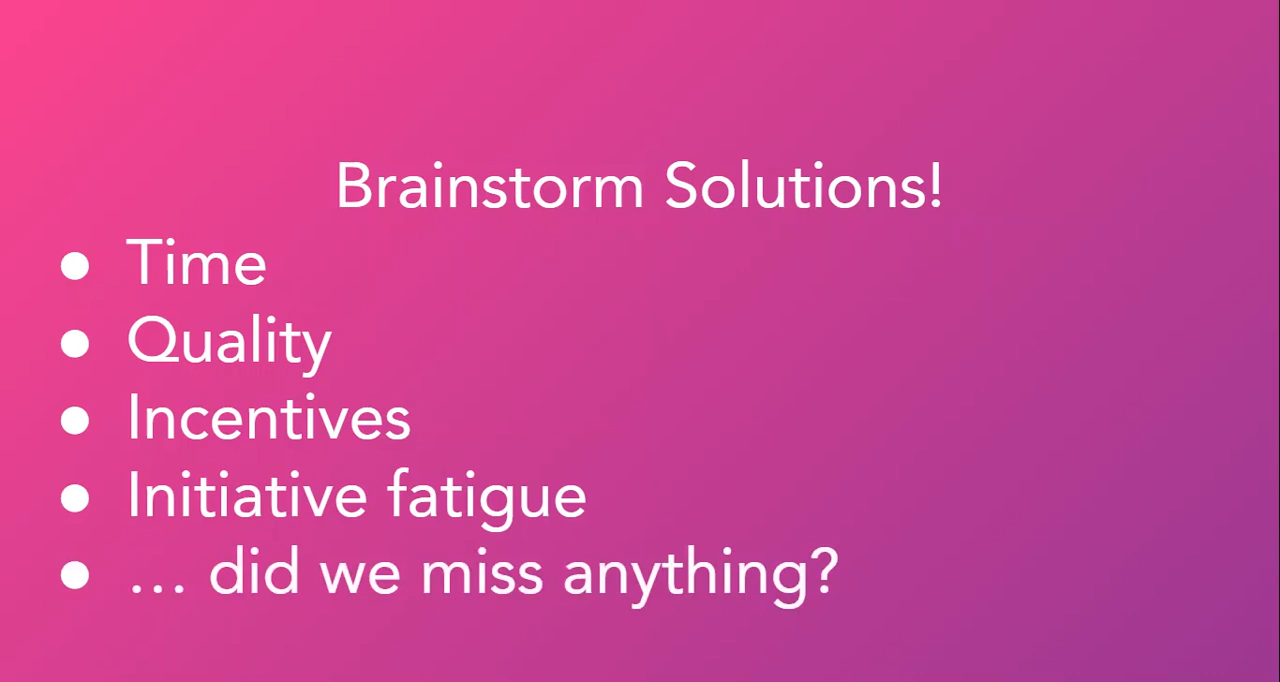 Brainstorm Solutions!
● Time
● Quality
● Incentives
● Initiative fatigue
● … did we miss anything?